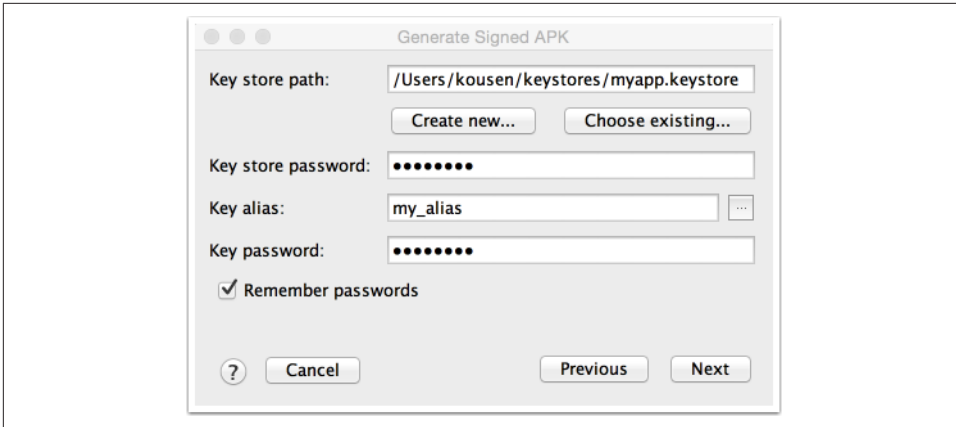 Generate Signed APK
Key store path: /Users/kousen/keystores/myapp.keystore
Create new... Choose existing...
Key store password: ••••••••
Key alias: my_alias ...
Key password: ••••••••
Remember passwords
? Cancel Previous Next